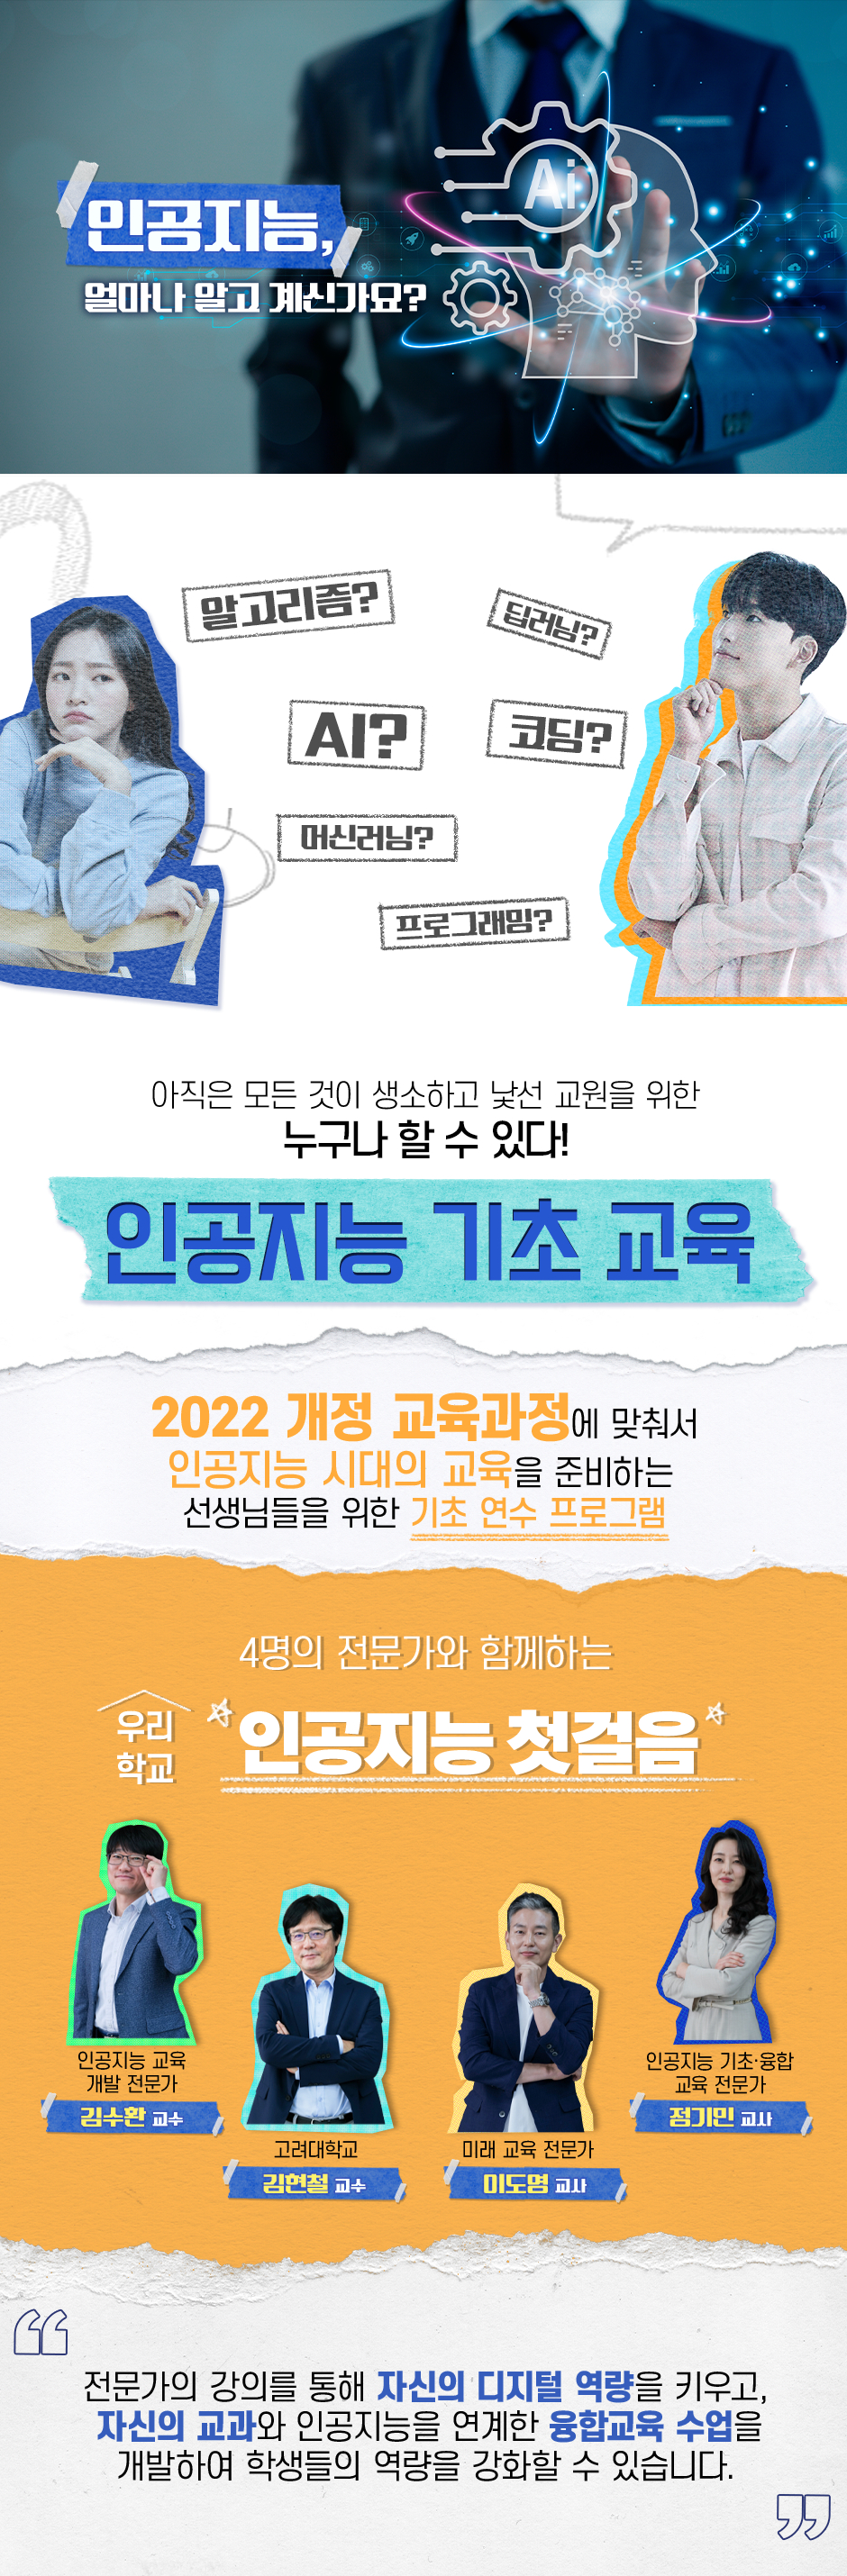 인공지능,
얼마나 알고 계신가요?
Ai
알고리즘?
딥러닝?
AI?
코딩?
머신러닝?
프로그래밍?
아직은 모든 것이 생소하고 낯선 교원을 위한
누구나 할 수 있다!
인공지능 기초 교육
2022 개정 교육과정에 맞춰서
인공지능 시대의 교육을 준비하는
선생님들을 위한 기초 연수 프로그램
4명의 전문가와 함께하는
우리
학교
인공지능 첫걸음
인공지능 교육
개발 전문가
김수환 교수
고려대학교
김현철 교수
미래 교육 전문가
이도영 교사
인공지능 기초·융합
교육 전문가
정기민 교사
“
전문가의 강의를 통해 자신의 디지털 역량을 키우고,
자신의 교과와 인공지능을 연계한 융합교육 수업을
개발하여 학생들의 역량을 강화할 수 있습니다.
”